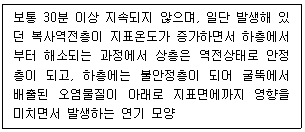 보통 30분 이상 지속되지 않으며, 일단 발생해 있
던 복사역전층이 지표온도가 증가하면서 하층에서
부터 해소되는 과정에서 상층은 역전상태로 안정
층이 되고, 하층에는 불안정층이 되어 굴뚝에서
배출된 오염물질이 아래로 지표면에까지 영향을
미치면서 발생하는 연기 모양